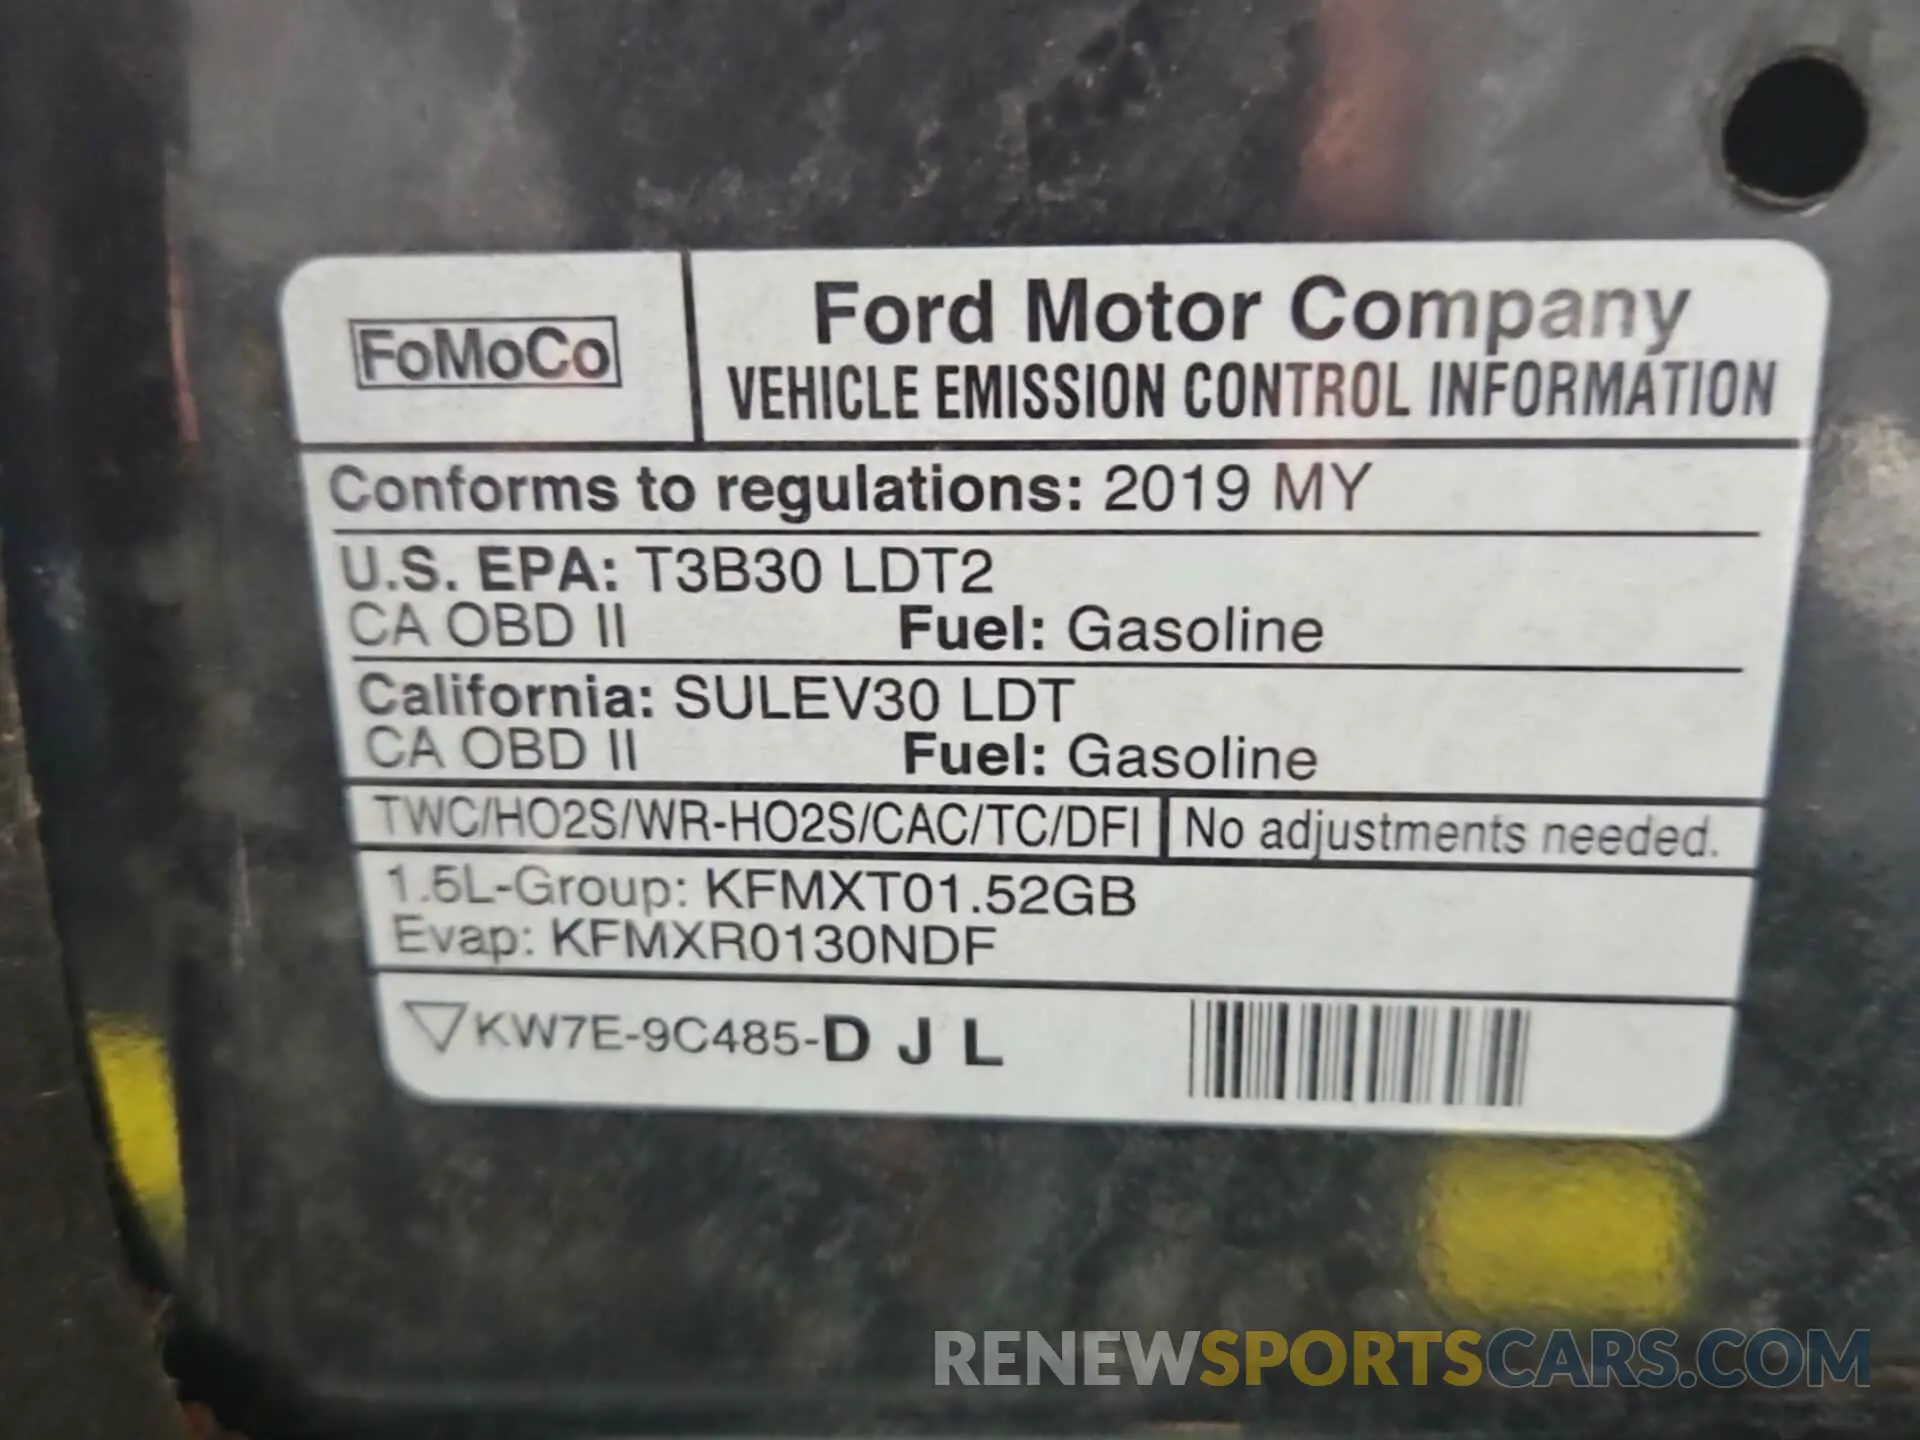 FoMoCo
Ford Motor Company
VEHICLE EMISSION CONTROL INFORMATION
Conforms to regulations: 2019 MY
U.S. EPA: T3B30 LDT2
CA OBD II Fuel: Gasoline
California: SULEV30 LDT
CA OBD II Fuel: Gasoline
TWC/HO2S/WR-HO2S/CAC/TC/DFI No adjustments needed.
1.5L-Group: KFMXT01.52GB
Evap: KFMXR0130NDF
KW7E-9C485-D J L
RENEWSPORTSCARS.COM